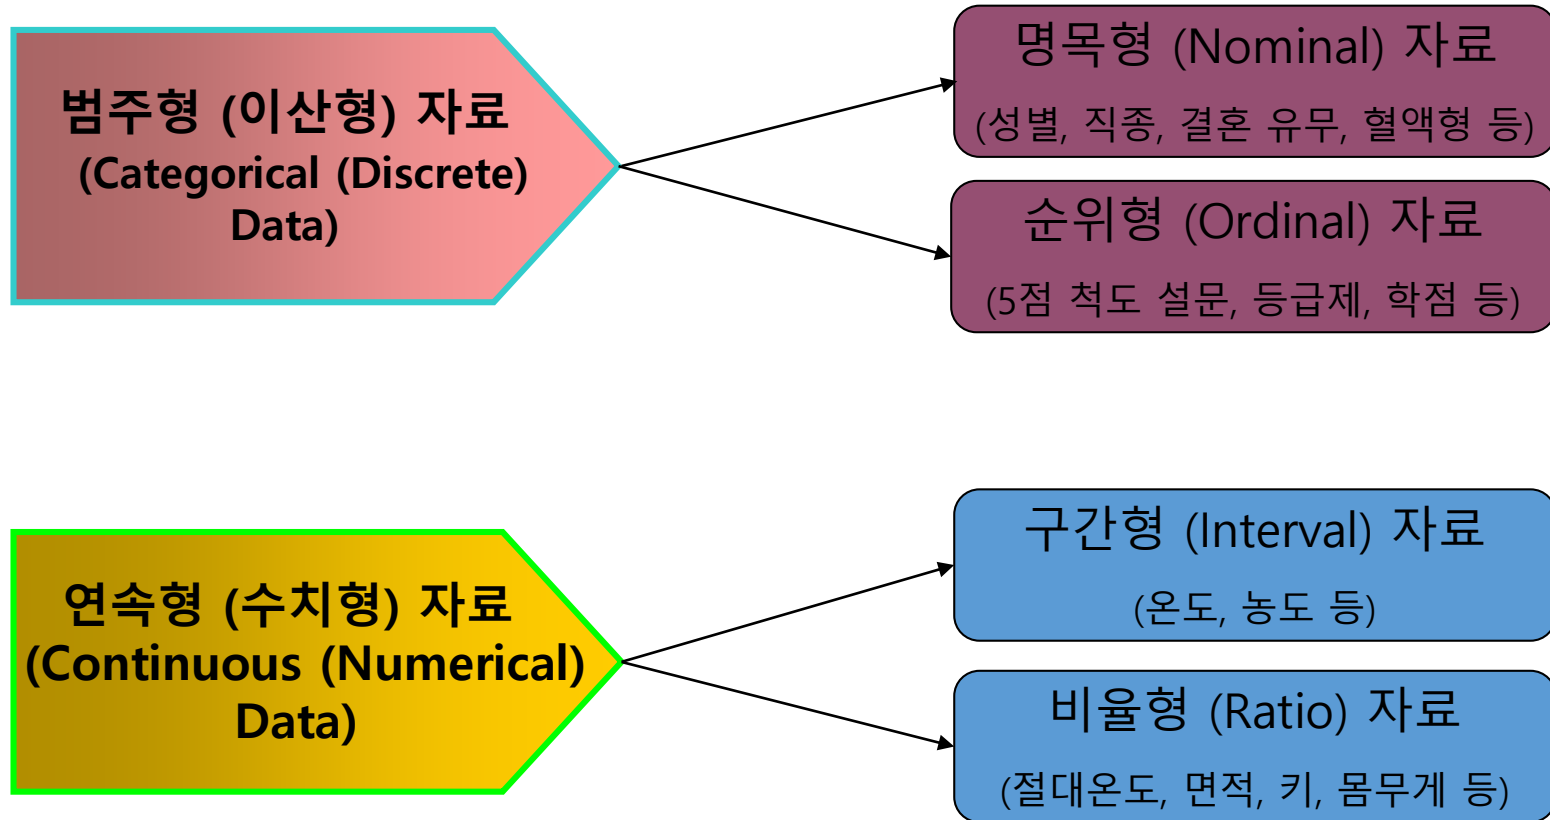 범주형 (이산형) 자료
(Categorical (Discrete)
Data)
명목형 (Nominal) 자료
(성별, 직종, 결혼 유무, 혈액형 등)
순위형 (Ordinal) 자료
(5점 척도 설문, 등급제, 학점 등)
연속형 (수치형) 자료
(Continuous (Numerical)
Data)
구간형 (Interval) 자료
(온도, 농도 등)
비율형 (Ratio) 자료
(절대온도, 면적, 키, 몸무게 등)